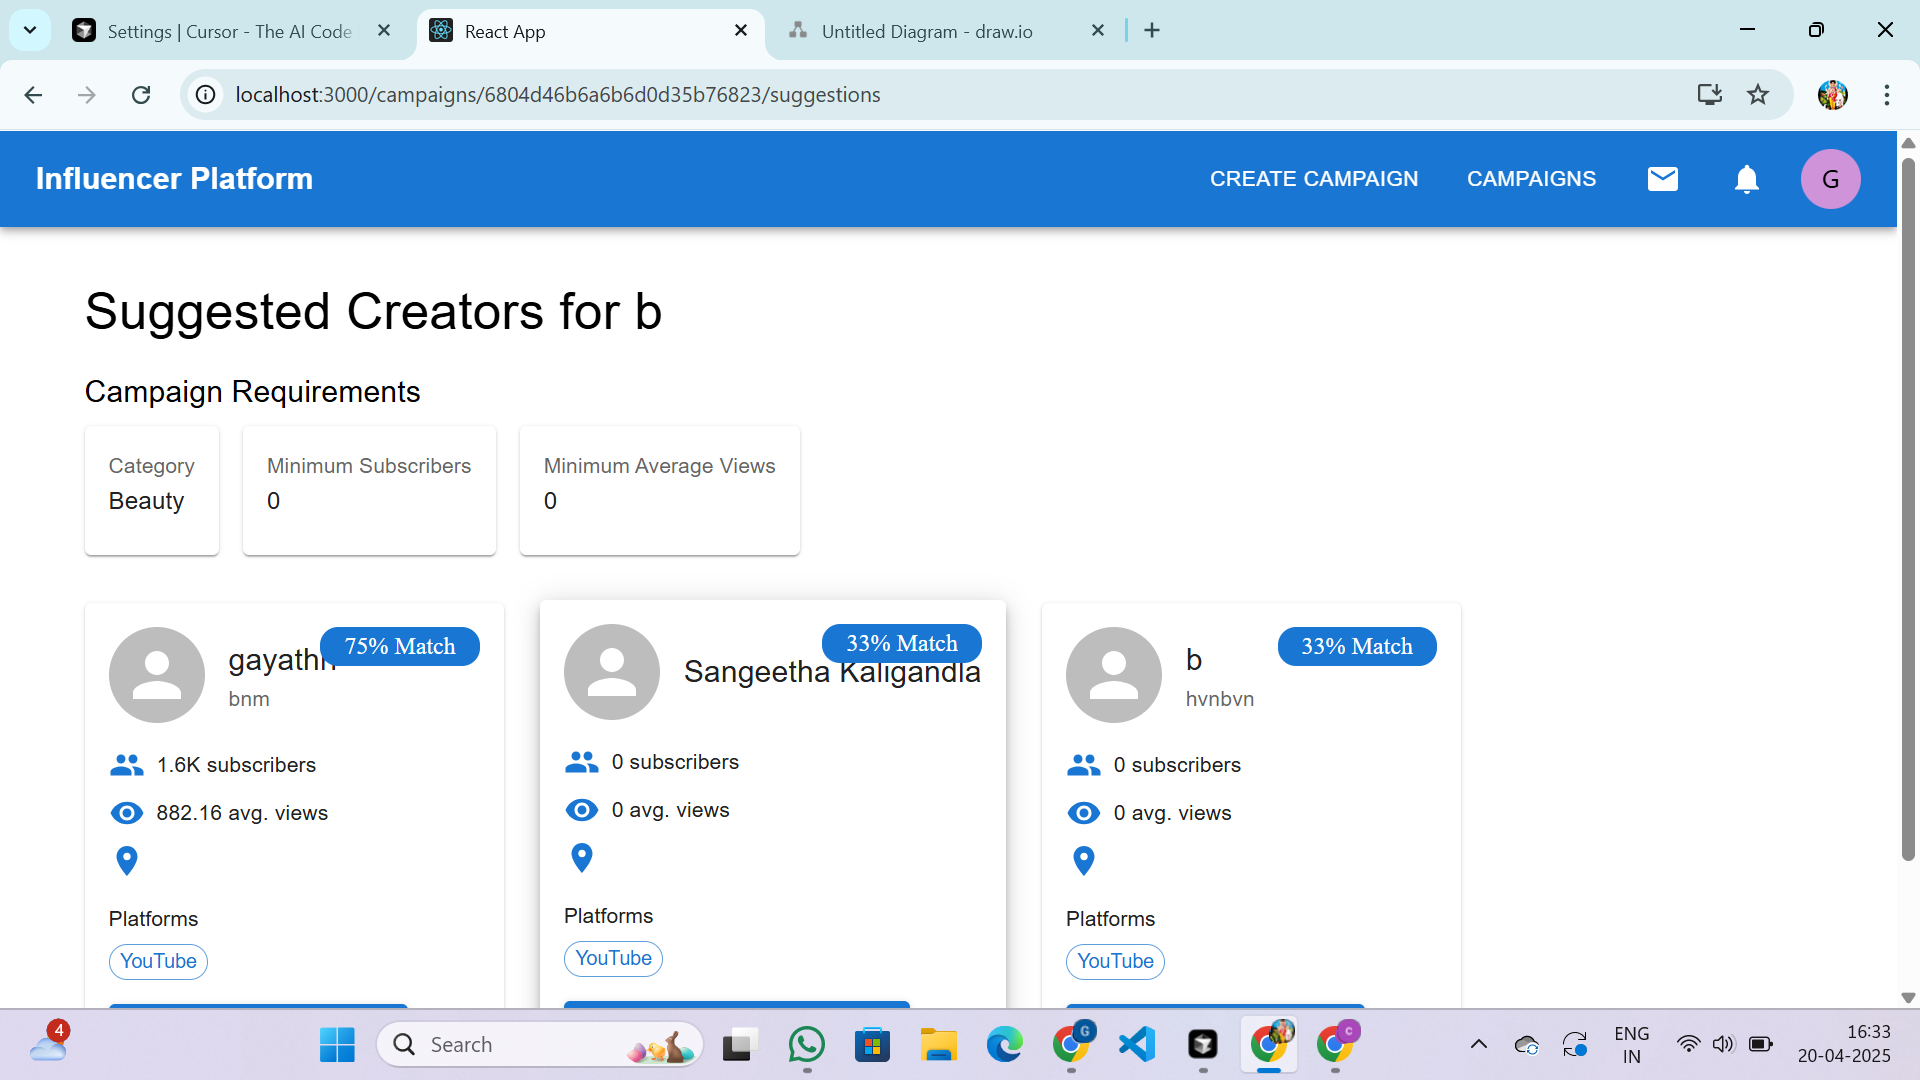 Settings | Cursor - The AI Code
React App
Untitled Diagram - draw.io
localhost:3000/campaigns/6804d46b6a6b6d0d35b76823/suggestions
Influencer Platform
CREATE CAMPAIGN
CAMPAIGNS
G
Suggested Creators for b
Campaign Requirements
Category
Beauty
Minimum Subscribers
0
Minimum Average Views
0
75% Match
bnm
1.6K subscribers
882.16 avg. views
Platforms
YouTube
33% Match
Sangeetha Kaligandla
0 subscribers
0 avg. views
Platforms
YouTube
33% Match
b
hvnbvn
0 subscribers
0 avg. views
Platforms
YouTube
4
Search
G
C
ENG
IN
16:33
20-04-2025